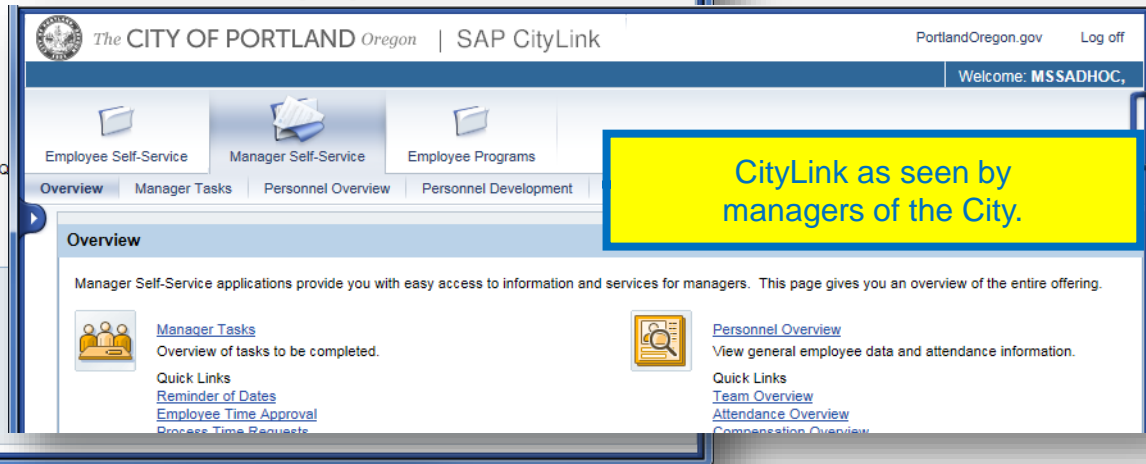 The CITY OF PORTLAND Oregon | SAP CityLink
PortlandOregon.gov Log off
Welcome: MSSADHOC,
Employee Self-Service Manager Self-Service Employee Programs
Overview Manager Tasks Personnel Overview Personnel Development
CityLink as seen by
managers of the City.
Overview
Manager Self-Service applications provide you with easy access to information and services for managers. This page gives you an overview of the entire offering.
Manager Tasks
Overview of tasks to be completed.
Quick Links
Reminder of Dates
Employee Time Approval
Process Time Requests
Personnel Overview
View general employee data and attendance information.
Quick Links
Team Overview
Attendance Overview
Compensation Overview